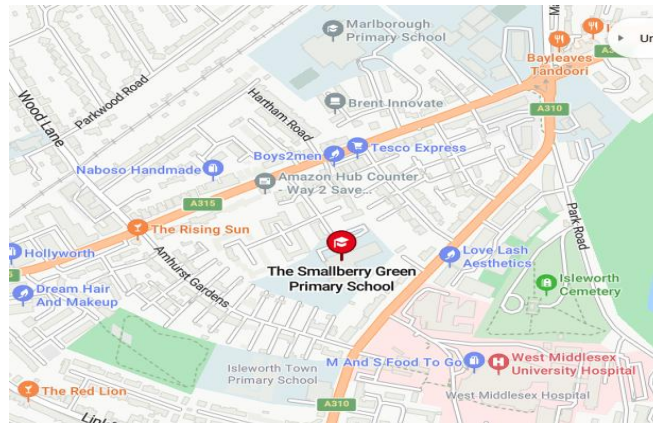 Marlborough
Primary School
Bayleaves
Tandoori
A310
Parkwood Road
Wood Lane
Hartham Road
Brent Innovate
Boys2men
Tesco Express
Naboso Handmade
Amazon Hub Counter
- Way 2 Save...
A315
The Rising Sun
Park Road
Hollyworth
The Smallberry Green
Primary School
Love Lash
Aesthetics
Amhurst Gardens
Dream Hair
And Makeup
Isleworth
Cemetery
Isleworth Town
Primary School
M And S Food To Go
West Middlesex
University Hospital
The Red Lion
West Middlesex Hospital
A310